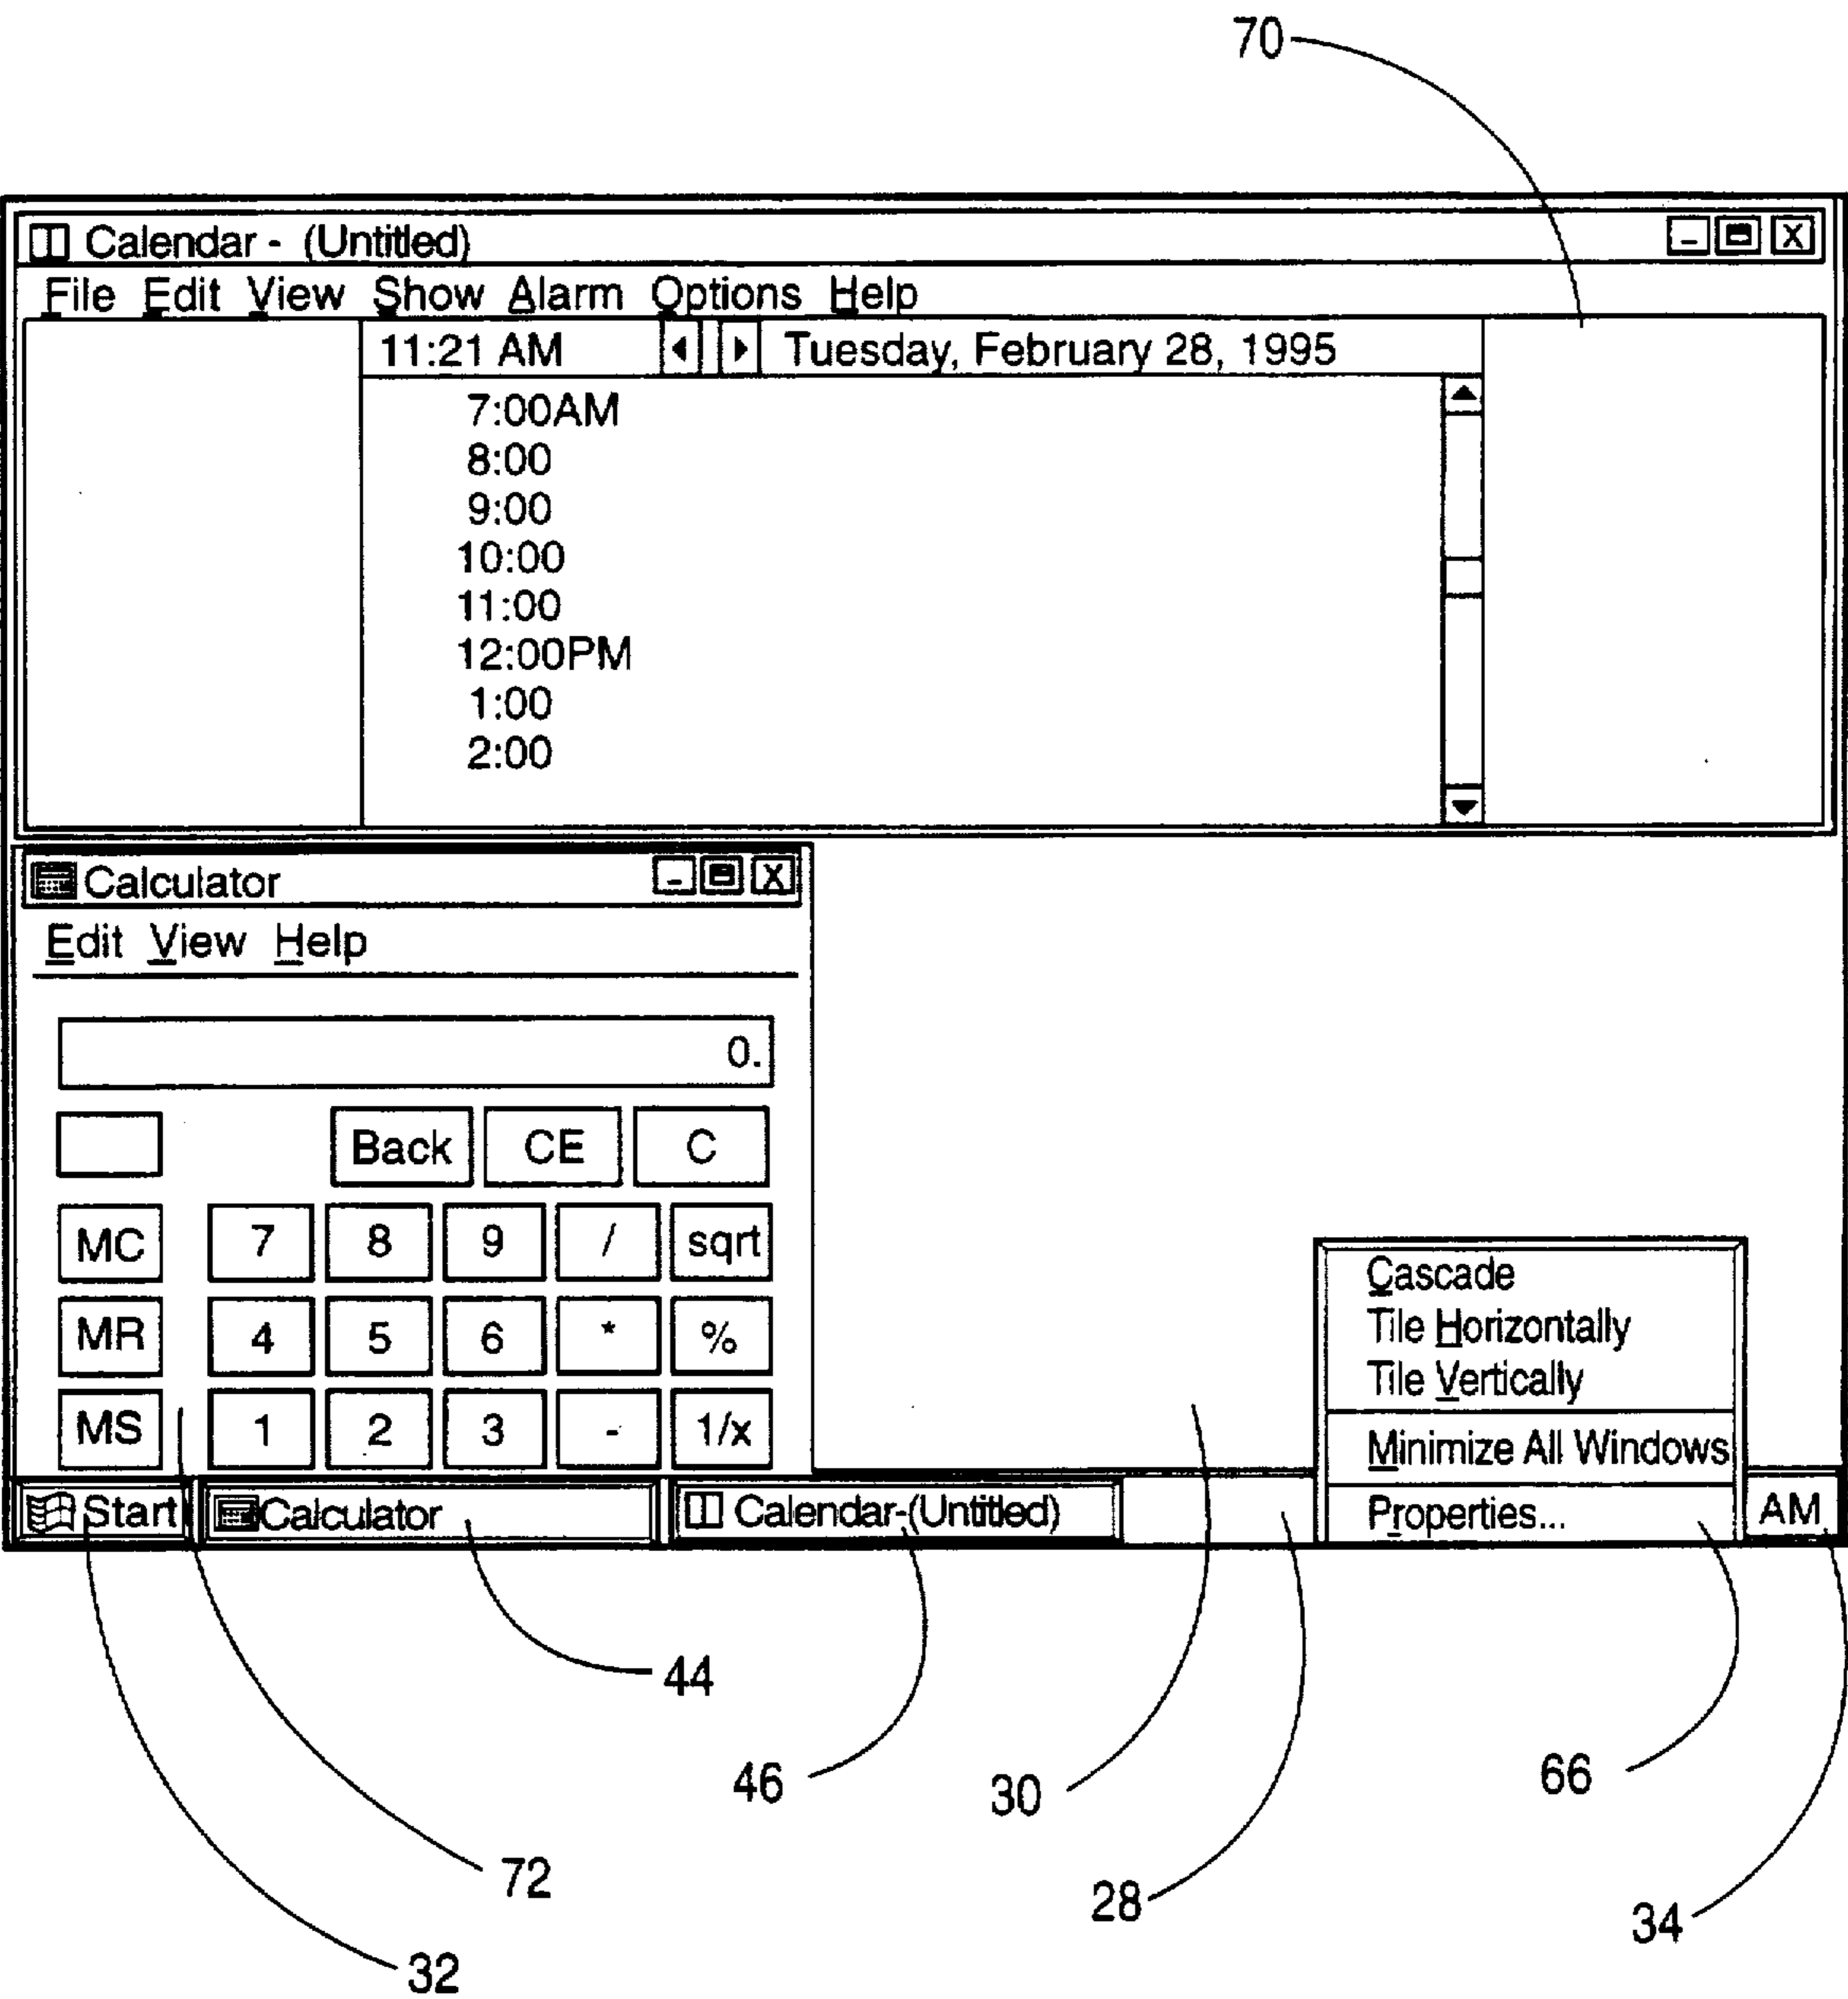 70
Calendar - (Untitled)
File Edit View Show Alarm Options Help
11:21 AM Tuesday, February 28, 1995
7:00AM
8:00
9:00
10:00
11:00
12:00PM
1:00
2:00
Calculator
Edit View Help
0.
Back CE C
MC 7 8 9 / sqrt
MR 4 5 6 * %
MS 1 2 3 - 1/x
Cascade
Tile Horizontally
Tile Vertically
Minimize All Windows
Properties...
Start Calculator Calendar-(Untitled) AM
44
46 30 66
72 28 34
32